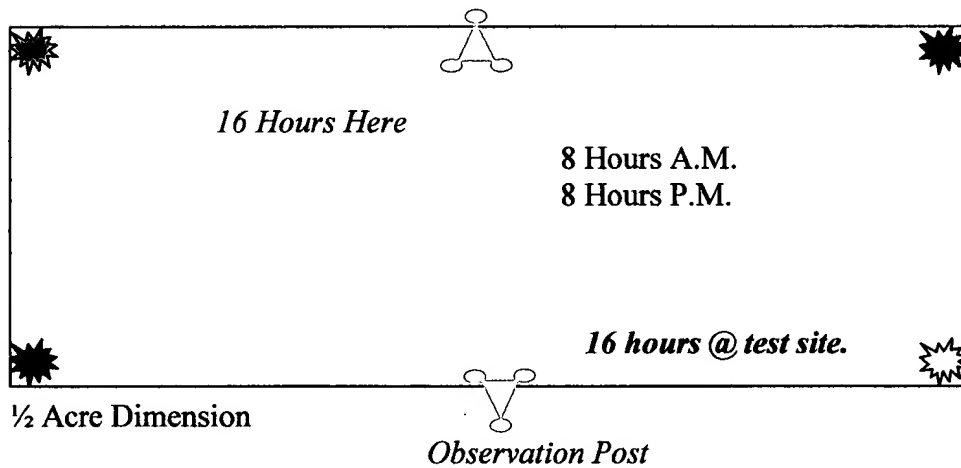 16 Hours Here
8 Hours A.M.
8 Hours P.M.
16 hours @ test site.
½ Acre Dimension
Observation Post